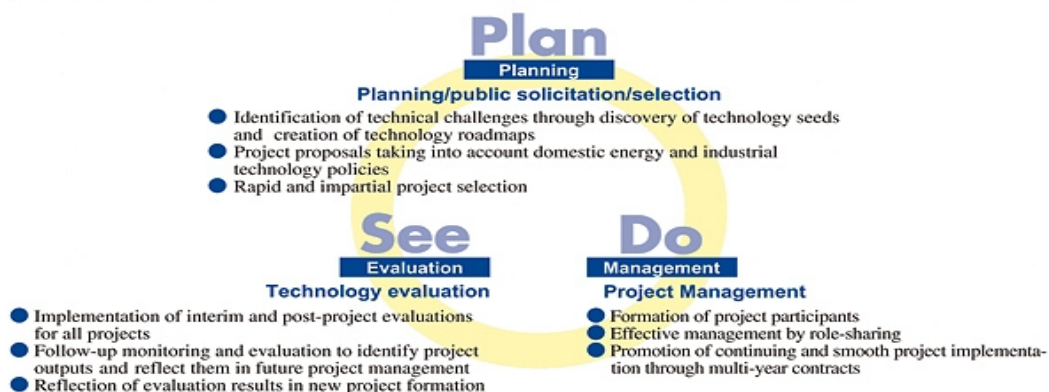 Plan
Planning
Planning/public solicitation/selection
● Identification of technical challenges through discovery of technology seeds
and creation of technology roadmaps
● Project proposals taking into account domestic energy and industrial
technology policies
● Rapid and impartial project selection
See
Evaluation
Technology evaluation
● Implementation of interim and post-project evaluations
for all projects
● Follow-up monitoring and evaluation to identify project
outputs and reflect them in future project management
● Reflection of evaluation results in new project formation
Do
Management
Project Management
● Formation of project participants
● Effective management by role-sharing
● Promotion of continuing and smooth project implementa-
tion through multi-year contracts